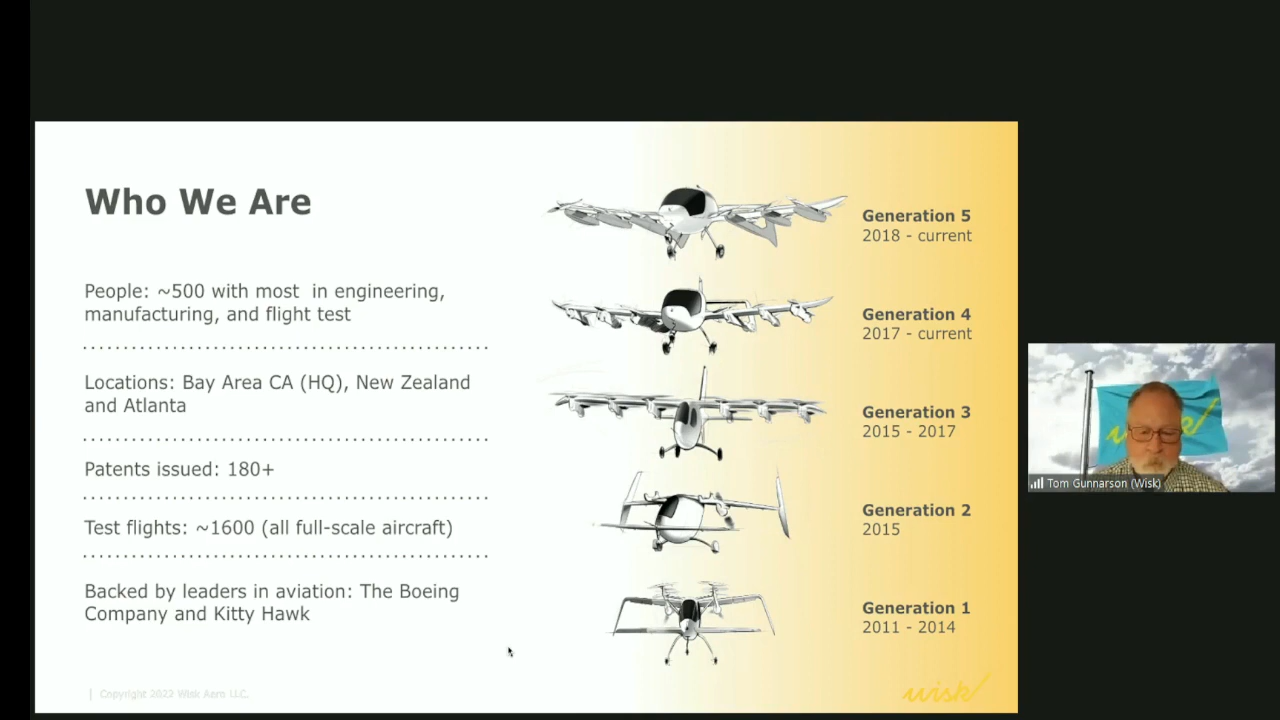 Who We Are
People: ~500 with most in engineering,
manufacturing, and flight test
Locations: Bay Area CA (HQ), New Zealand
and Atlanta
Patents issued: 180+
Test flights: ~1600 (all full-scale aircraft)
Backed by leaders in aviation: The Boeing
Company and Kitty Hawk
Generation 5
2018 - current
Generation 4
2017 - current
Generation 3
2015 - 2017
Generation 2
2015
Generation 1
2011 - 2014
| Copyright 2022 Wisk Aero LLC.
wisk
Tom Gunnarson (Wisk)